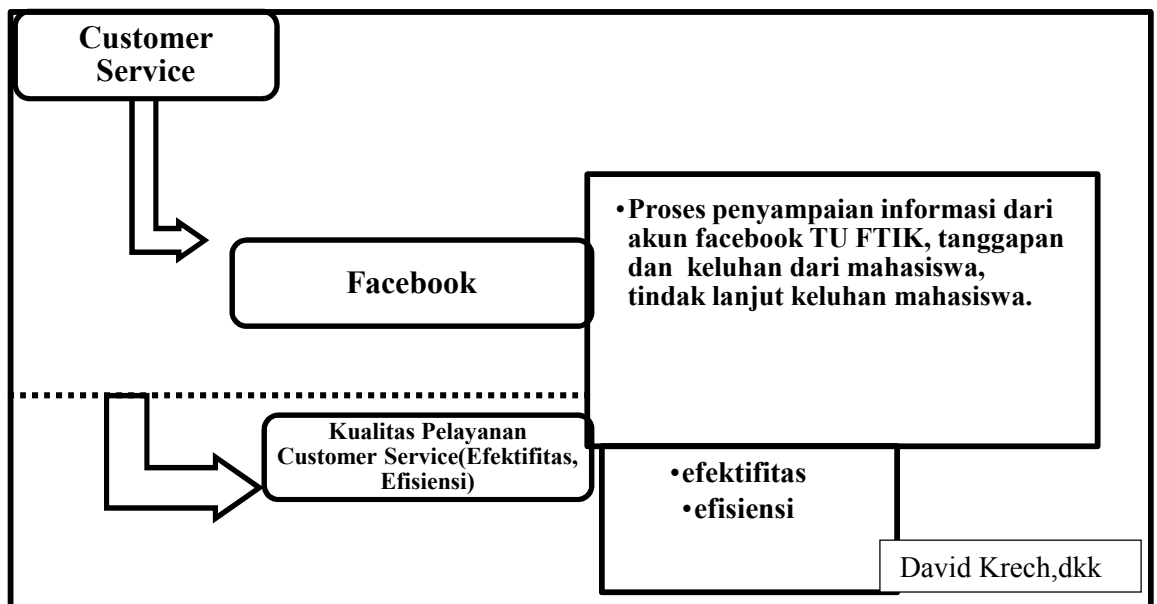 Customer
Service
•Proses penyampaian informasi dari
akun facebook TU FTIK, tanggapan
dan keluhan dari mahasiswa,
tindak lanjut keluhan mahasiswa.
Facebook
Kualitas Pelayanan
Customer Service(Efektifitas,
Efisiensi)
•efektifitas
•efisiensi
David Krech,dkk